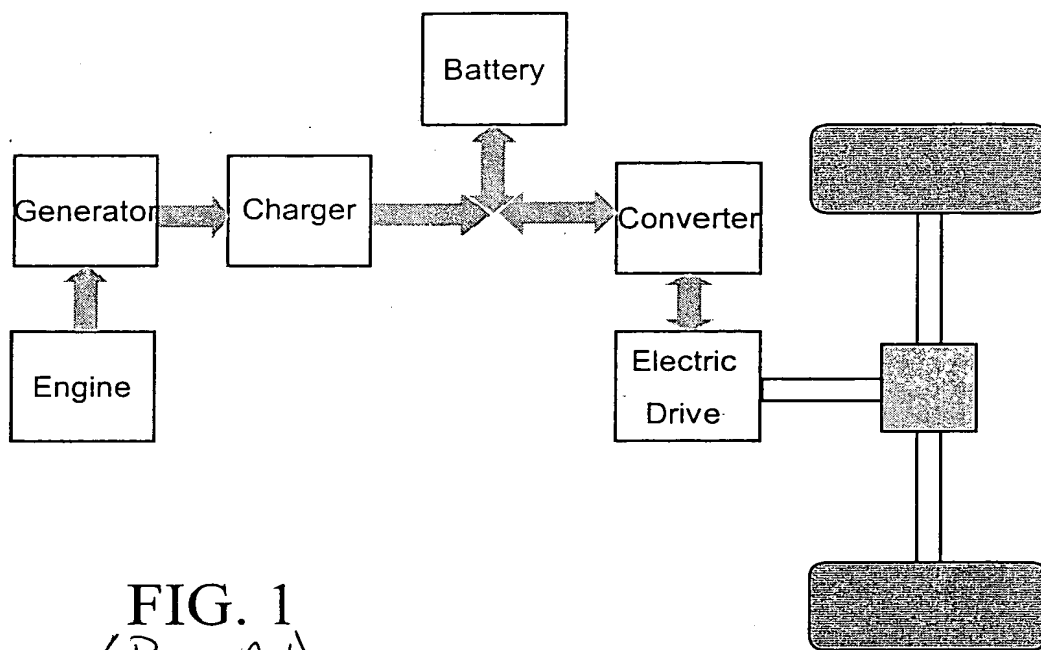 Battery
Generator
Charger
Converter
Engine
Electric
Drive
FIG. 1